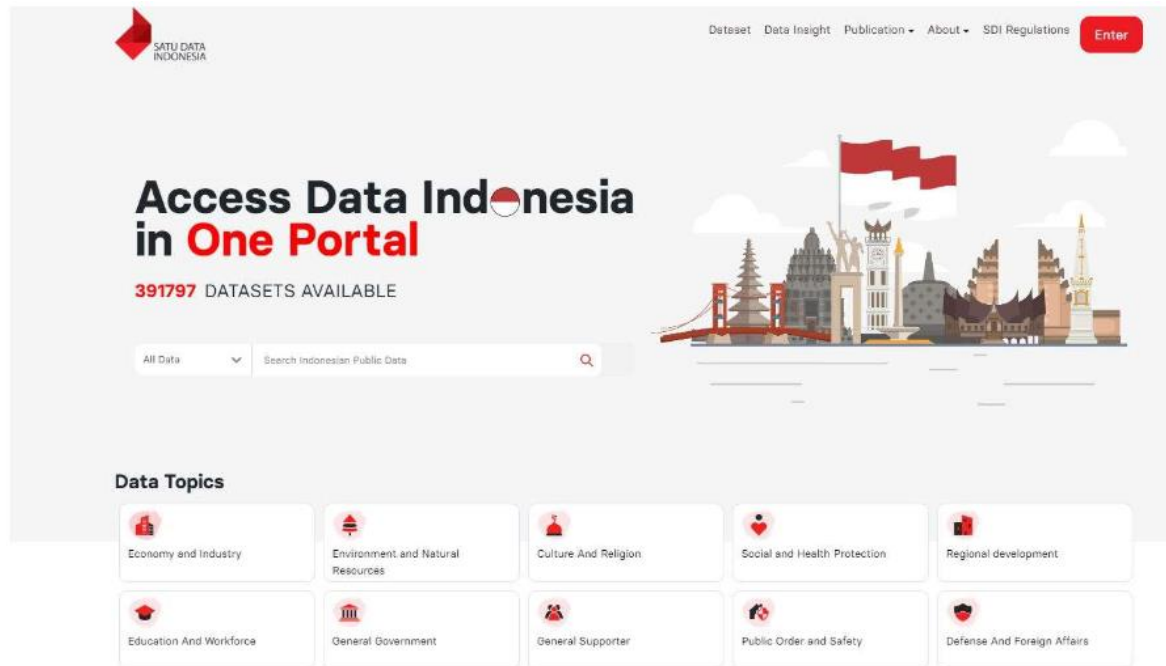 SATU DATA
INDONESIA
Dataset Data Insight Publication About SDI Regulations Enter
Access Data Indonesia
in One Portal
391797 DATASETS AVAILABLE
All Data Search Indonesian Public Data
Data Topics
Economy and Industry
Environment and Natural
Resources
Culture And Religion
Social and Health Protection
Regional development
Education And Workforce
General Government
General Supporter
Public Order and Safety
Defense And Foreign Affairs